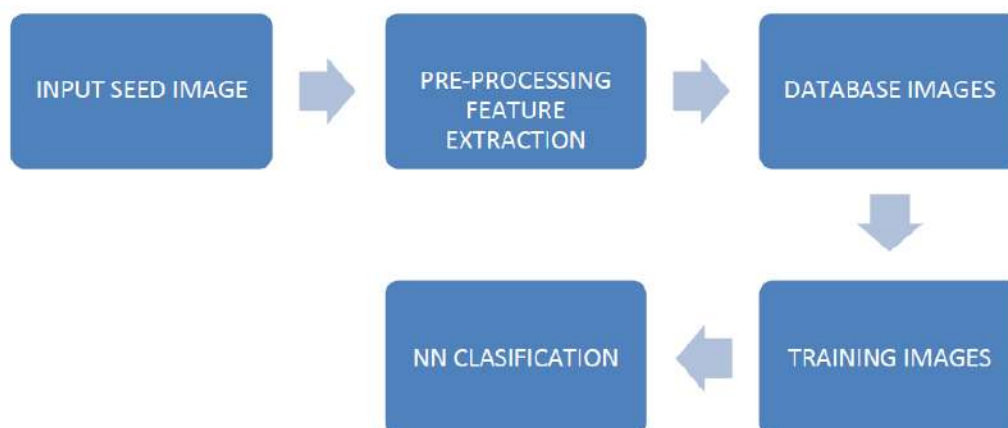 INPUT SEED IMAGE
PRE-PROCESSING
FEATURE
EXTRACTION
DATABASE IMAGES
TRAINING IMAGES
NN CLASIFICATION